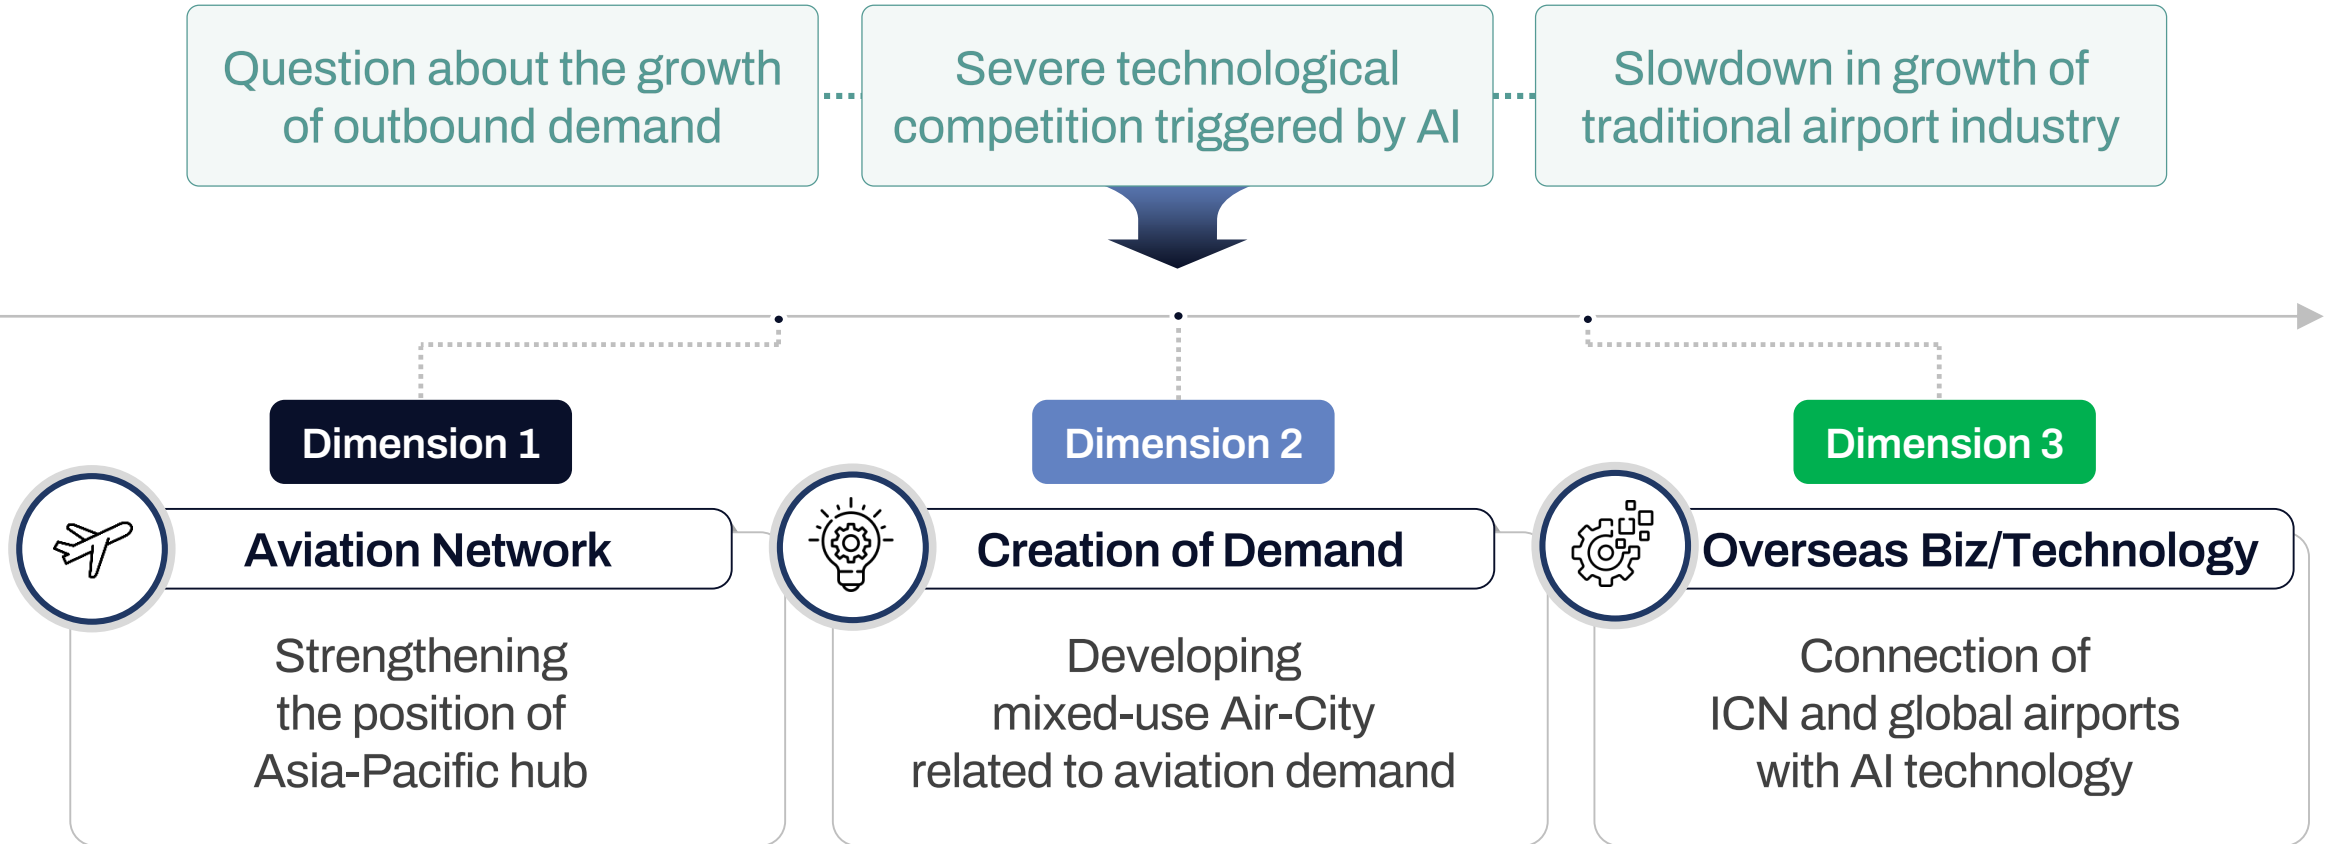 Question about the growth
of outbound demand
Severe technological
competition triggered by AI
Slowdown in growth of
traditional airport industry
Dimension 1
Aviation Network
Strengthening
the position of
Asia-Pacific hub
Dimension 2
Creation of Demand
Developing
mixed-use Air-City
related to aviation demand
Dimension 3
Overseas Biz/Technology
Connection of
ICN and global airports
with AI technology